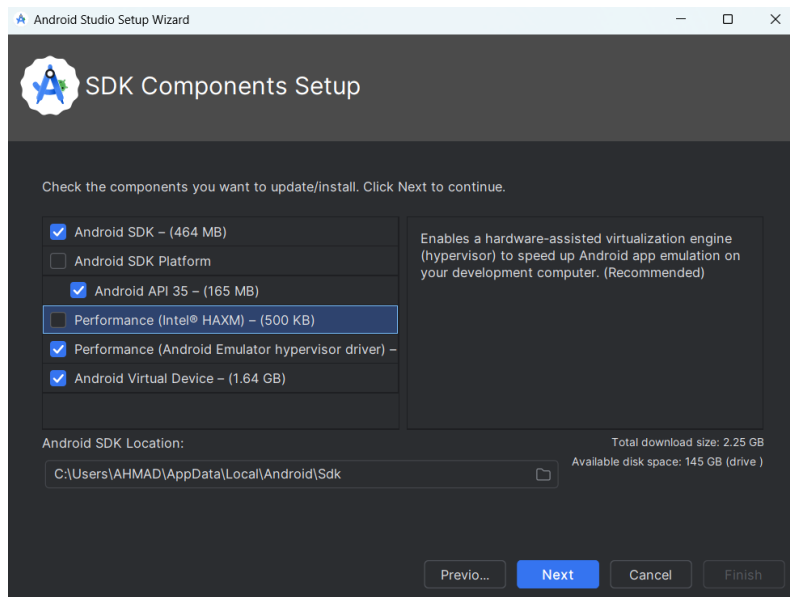 Android Studio Setup Wizard
SDK Components Setup
Check the components you want to update/install. Click Next to continue.
Android SDK – (464 MB)
Android SDK Platform
Android API 35 – (165 MB)
Performance (Intel® HAXM) – (500 KB)
Performance (Android Emulator hypervisor driver) –
Android Virtual Device – (1.64 GB)
Enables a hardware-assisted virtualization engine
(hypervisor) to speed up Android app emulation on
your development computer. (Recommended)
Android SDK Location:
Total download size: 2.25 GB
Available disk space: 145 GB (drive )
C:\Users\AHMAD\AppData\Local\Android\Sdk
Previo...
Next
Cancel
Finish